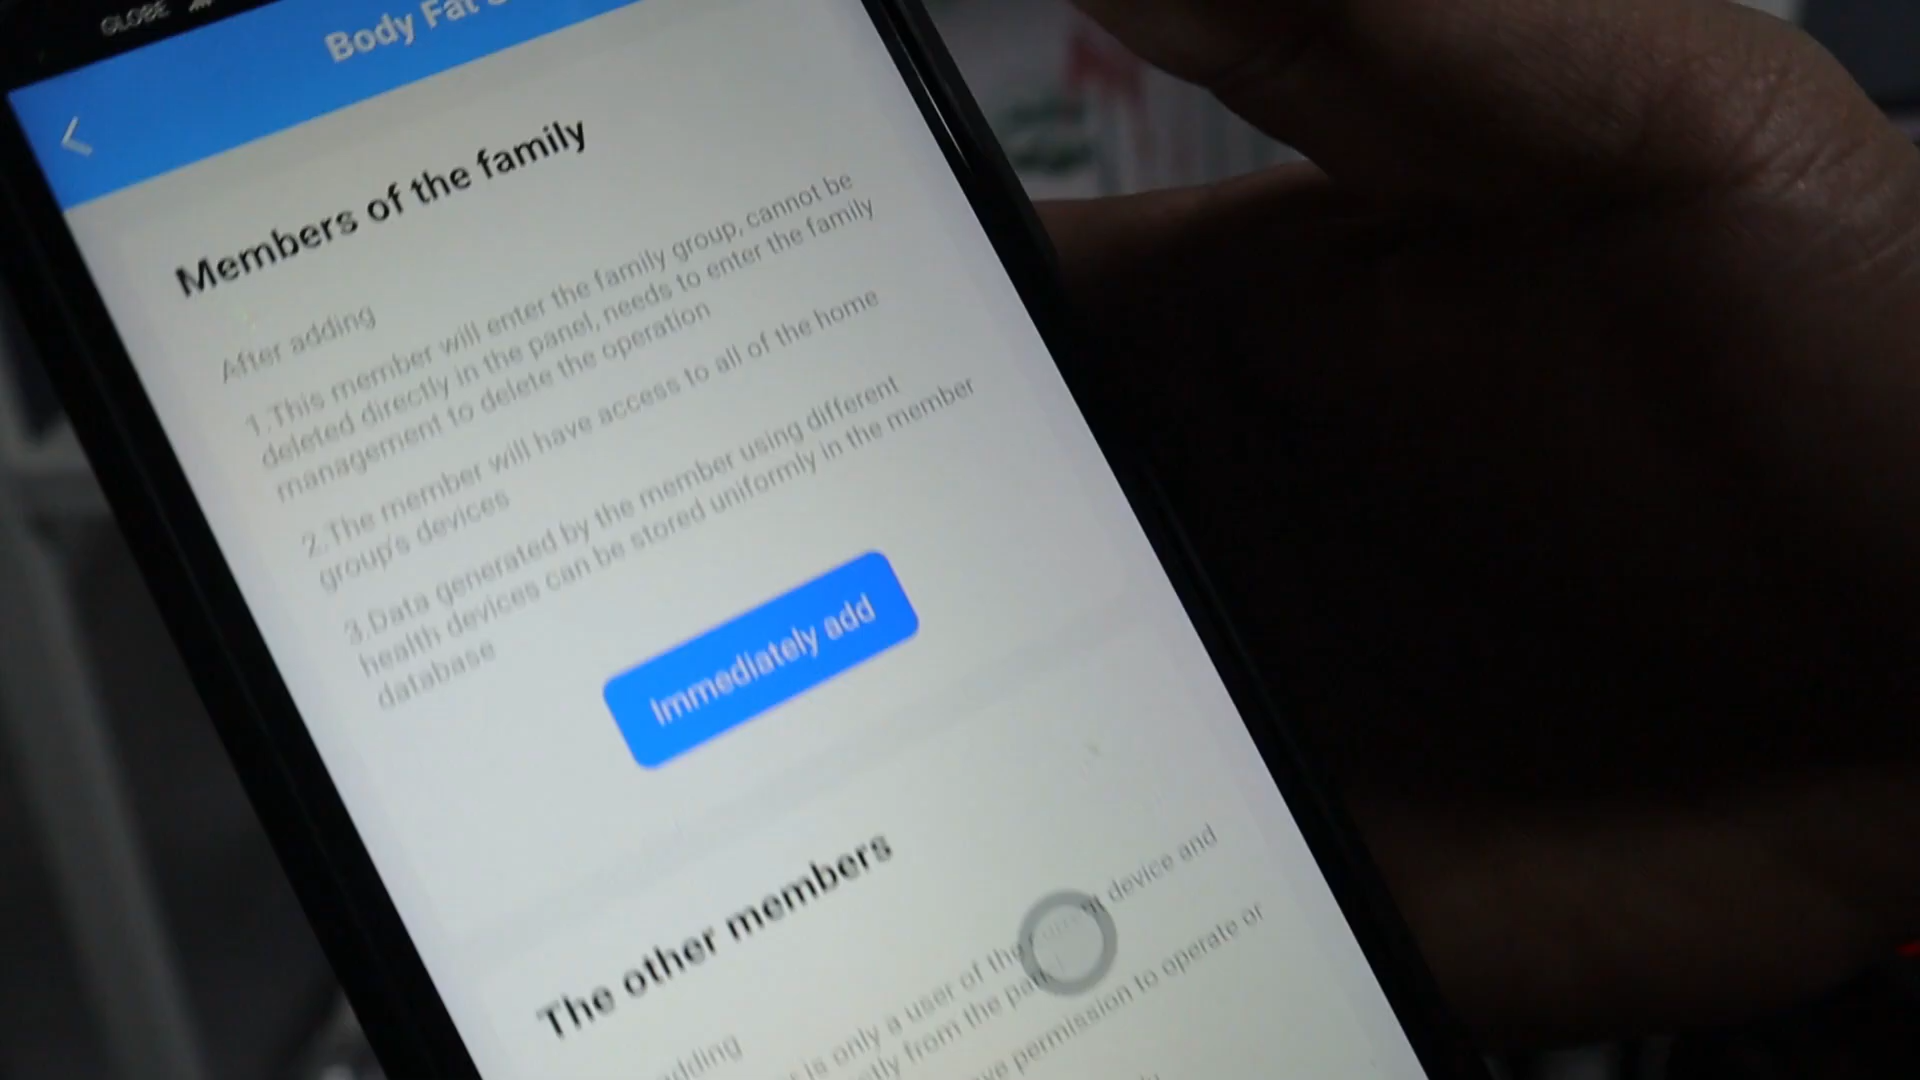 GLOBE
Body Fat
Members of the family
After adding
1.This member will enter the family group, cannot be
deleted directly in the panel, needs to enter the family
management to delete the operation
2.The member will have access to all of the home
group's devices
3.Data generated by the member using different
health devices can be stored uniformly in the member
database
Immediately add
The other members
is only a user of the device and
from the
permission to operate or